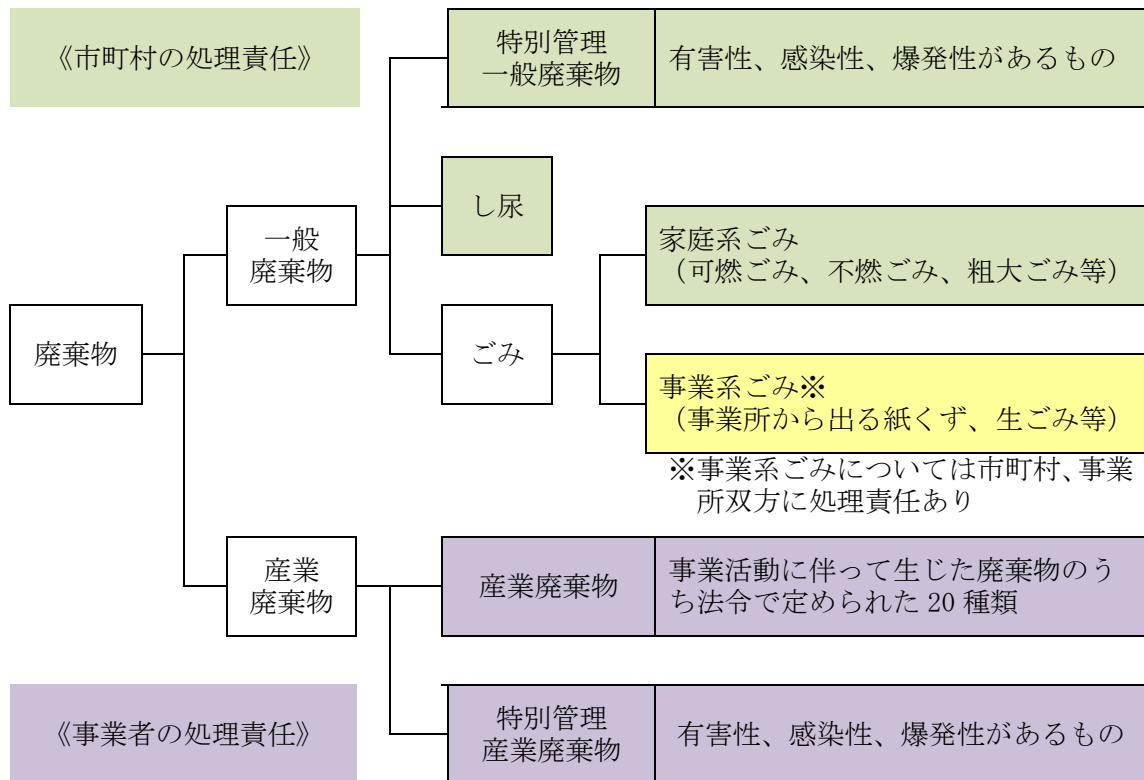 《市町村の処理責任》
特別管理
一般廃棄物
有害性、感染性、爆発性があるもの
し尿
一般
廃棄物
家庭系ごみ
（可燃ごみ、不燃ごみ、粗大ごみ等）
廃棄物
ごみ
事業系ごみ※
（事業所から出る紙くず、生ごみ等）
※事業系ごみについては市町村、事業
所双方に処理責任あり
産業
廃棄物
産業廃棄物
事業活動に伴って生じた廃棄物のう
ち法令で定められた 20 種類
《事業者の処理責任》
特別管理
産業廃棄物
有害性、感染性、爆発性があるもの